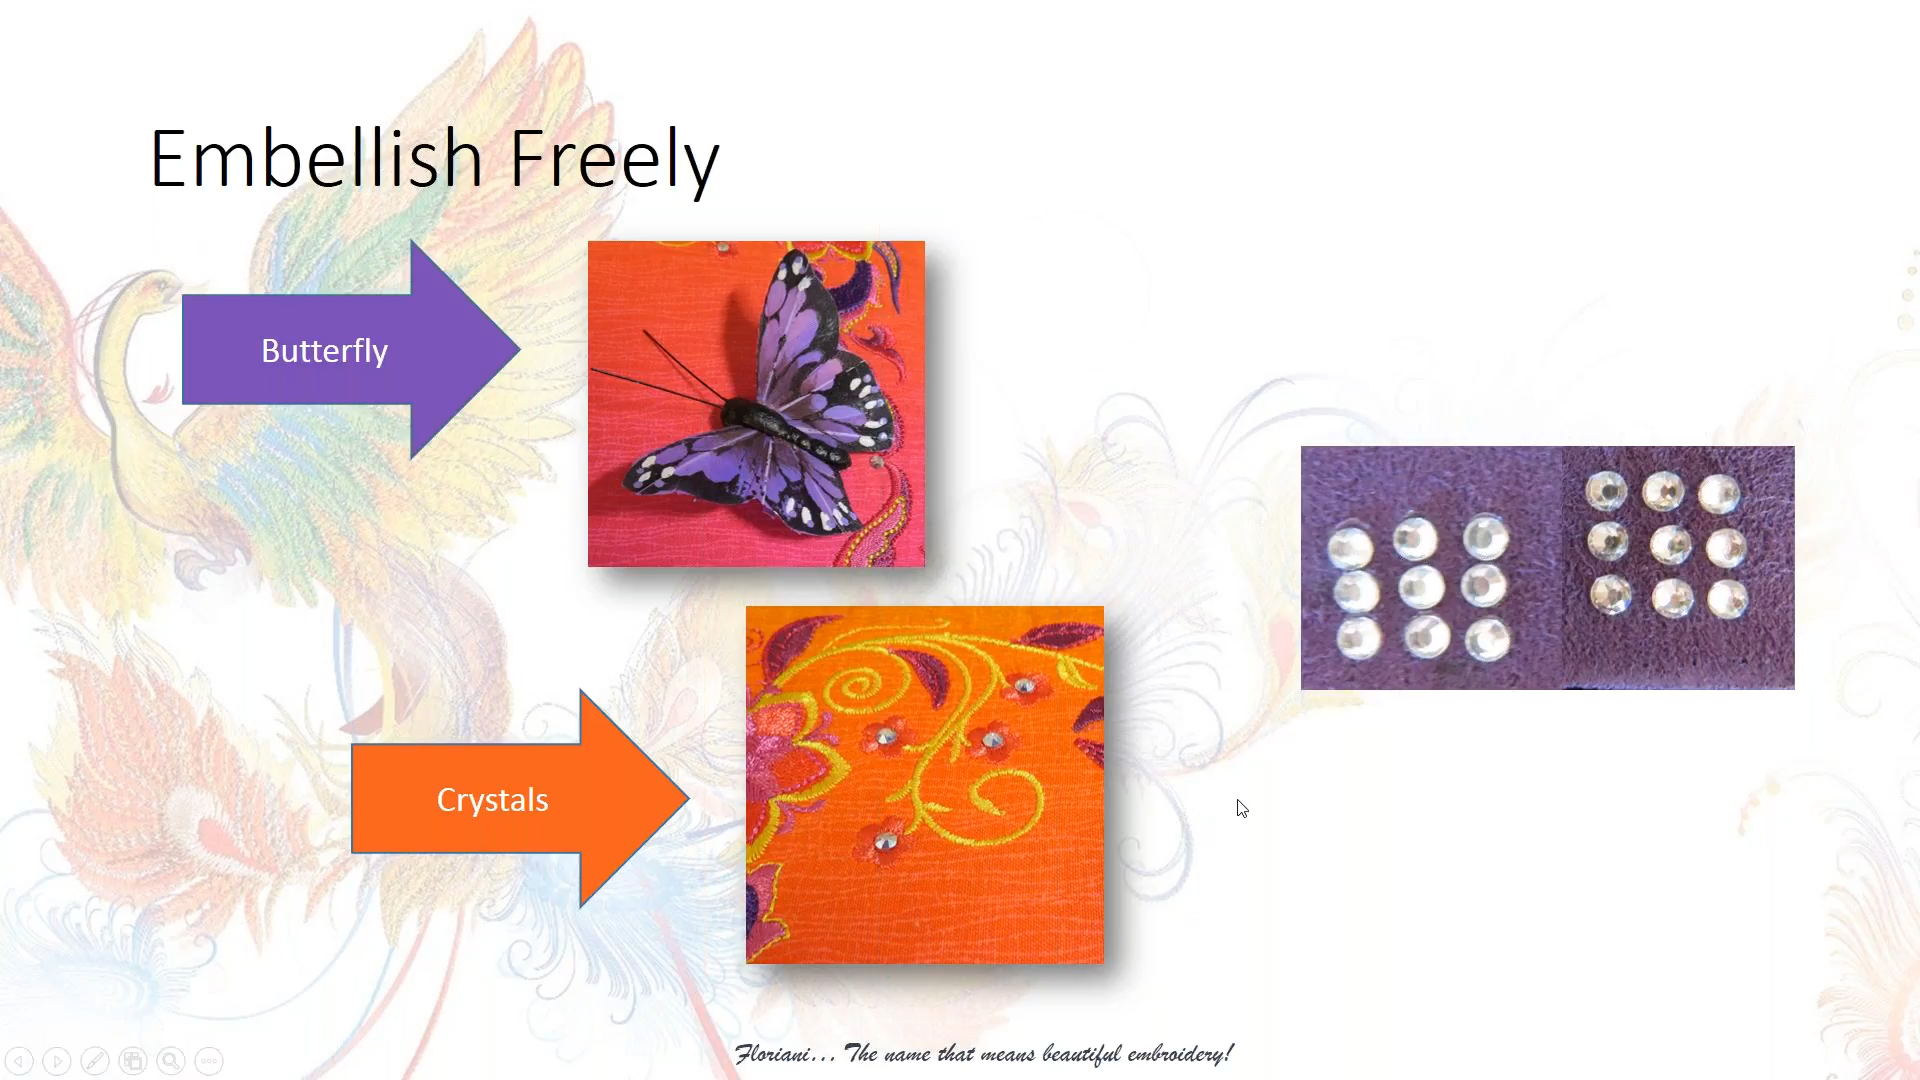 Embellish Freely
Butterfly
Crystals
Floriani... The name that means beautiful embroidery!